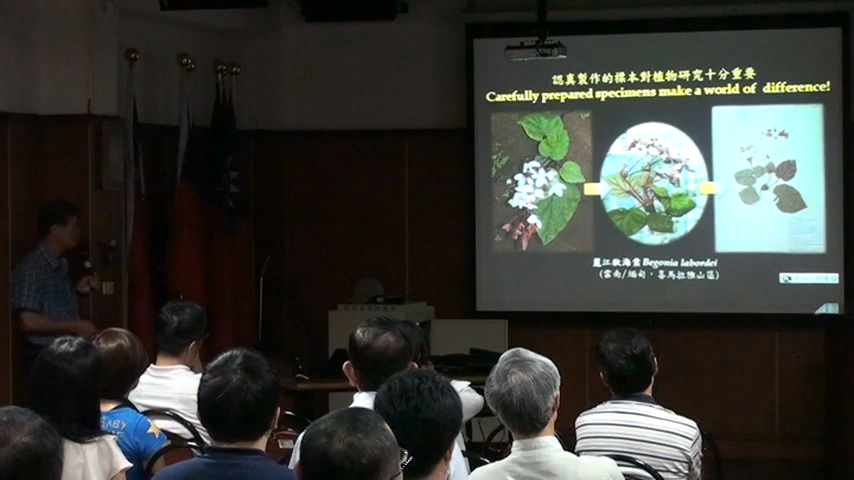 認真製作的標本對植物研究十分重要
Carefully prepared specimens make a world of difference!
麗江秋海棠 Begonia labordei
(雲南/緬甸，喜馬拉雅山區)